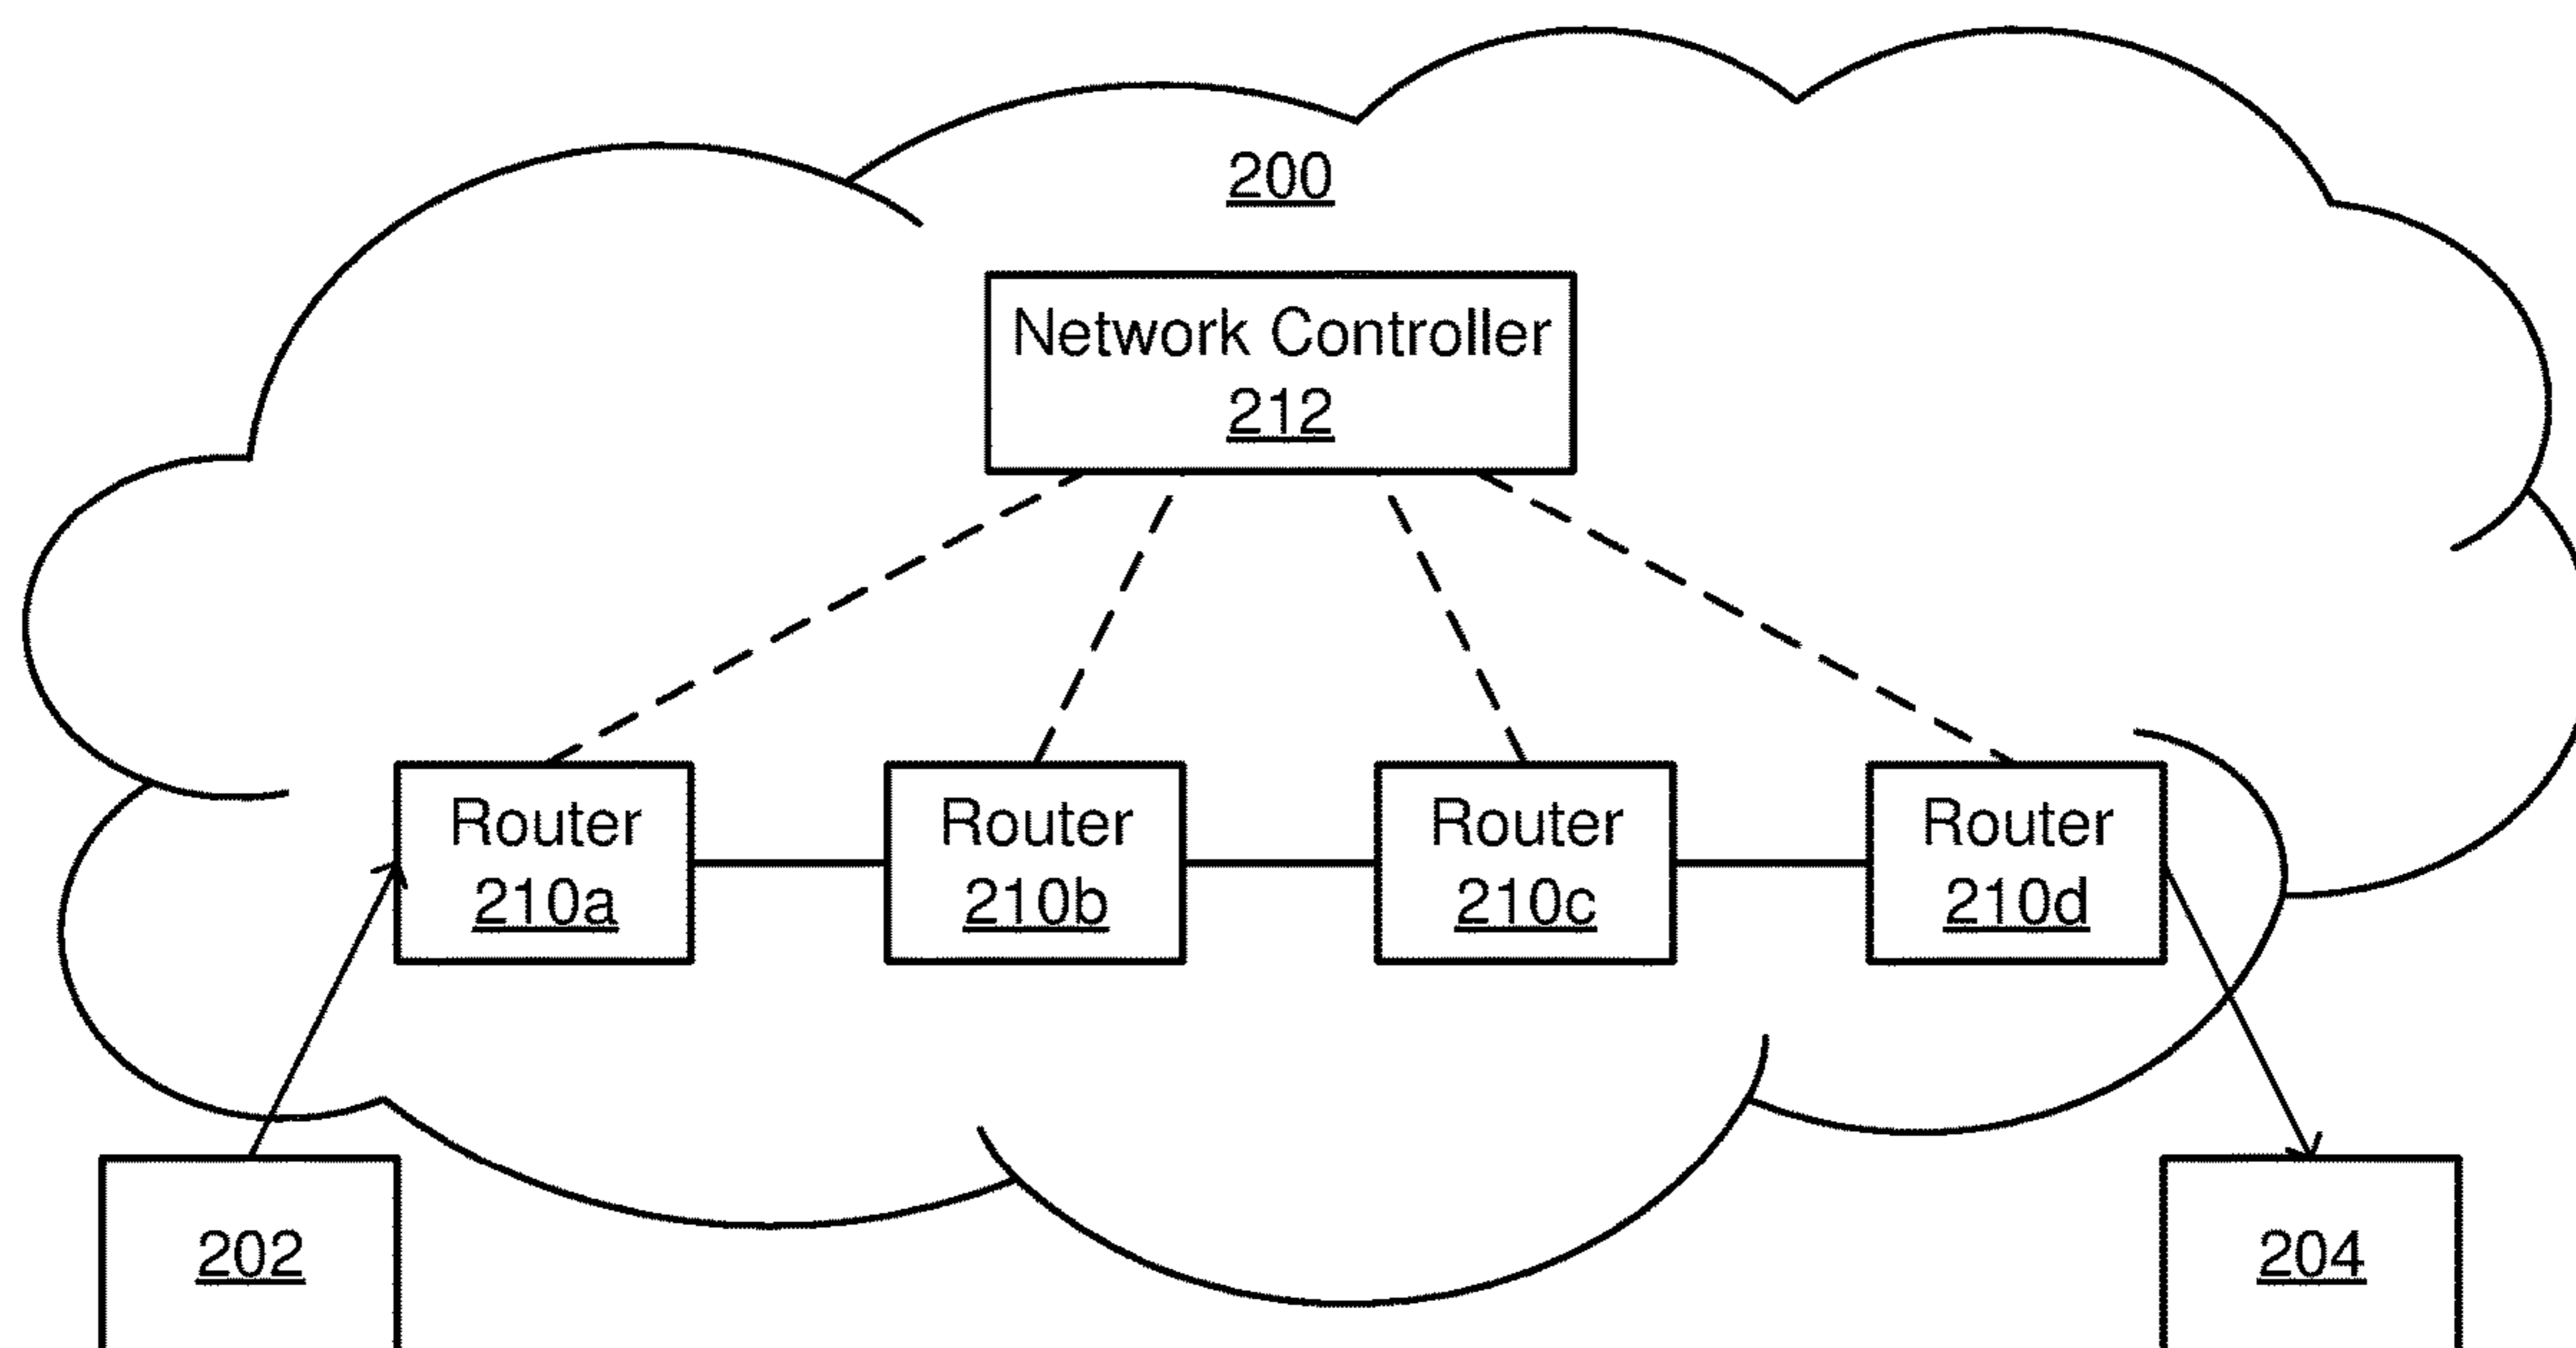 200
Network Controller
212
Router
210a
Router
210b
Router
210c
Router
210d
202
204